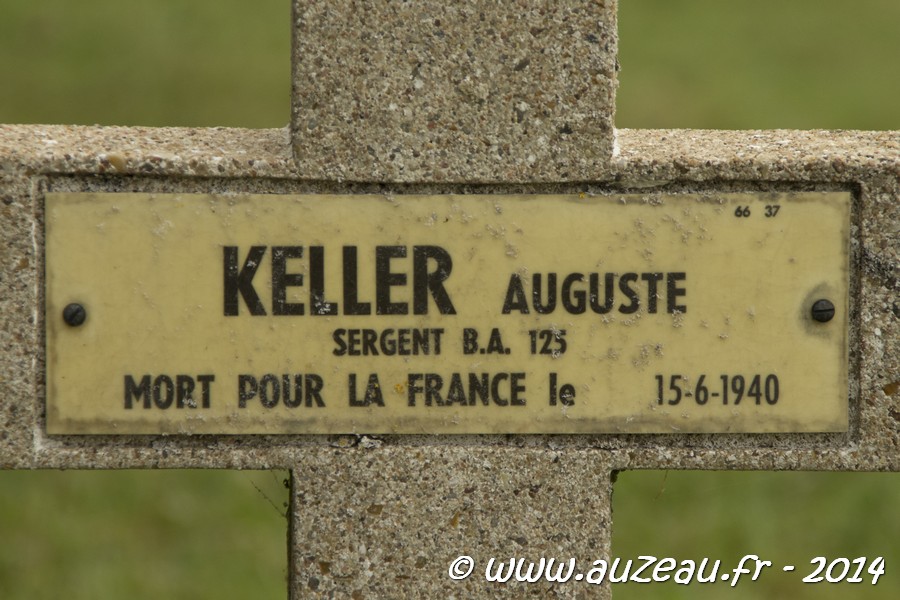 66 37
KELLER AUGUSTE
SERGENT B.A. 125
MORT POUR LA FRANCE le 15-6-1940
© www.auzeau.fr - 2014